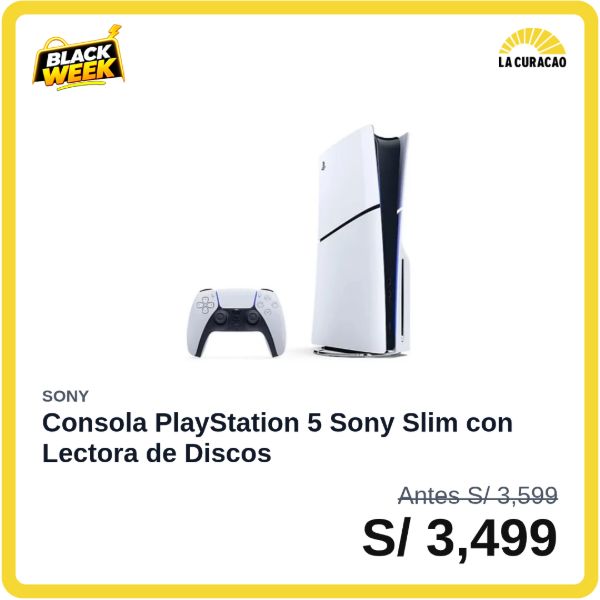 BLACK
WEEK
LA CURACAO
SONY
Consola PlayStation 5 Sony Slim con
Lectora de Discos
Antes S/ 3,599
S/ 3,499